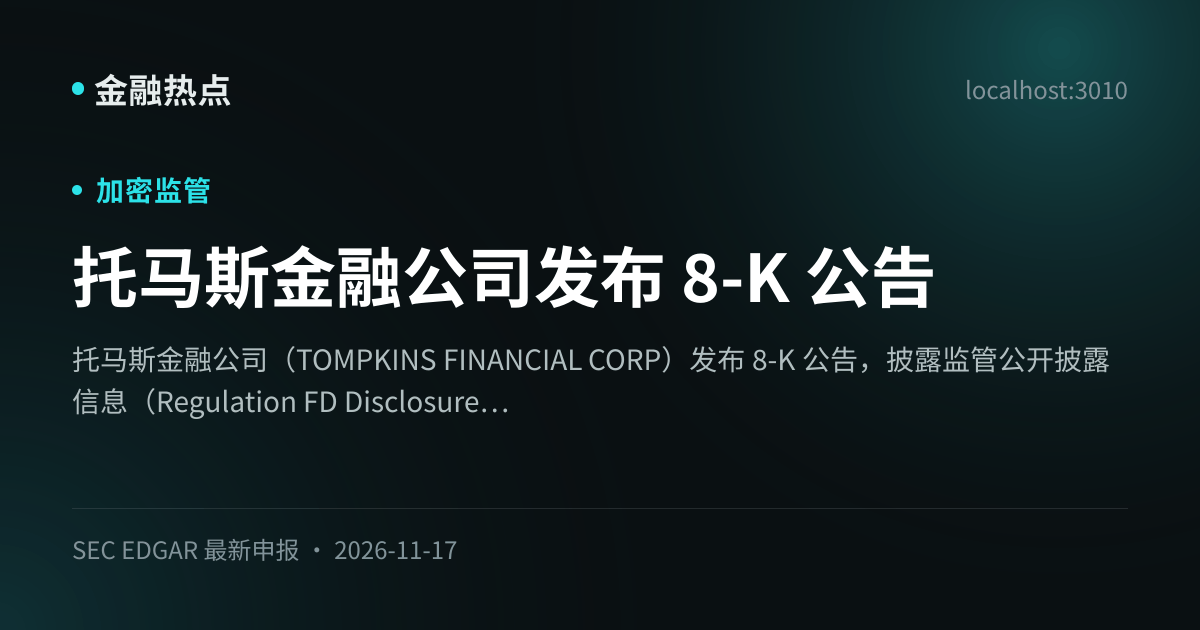 金融热点
localhost:3010
加密监管
托马斯金融公司发布 8-K 公告
托马斯金融公司（TOMPKINS FINANCIAL CORP）发布 8-K 公告，披露监管公开披露
信息（Regulation FD Disclosure…
SEC EDGAR 最新申报 · 2026-11-17